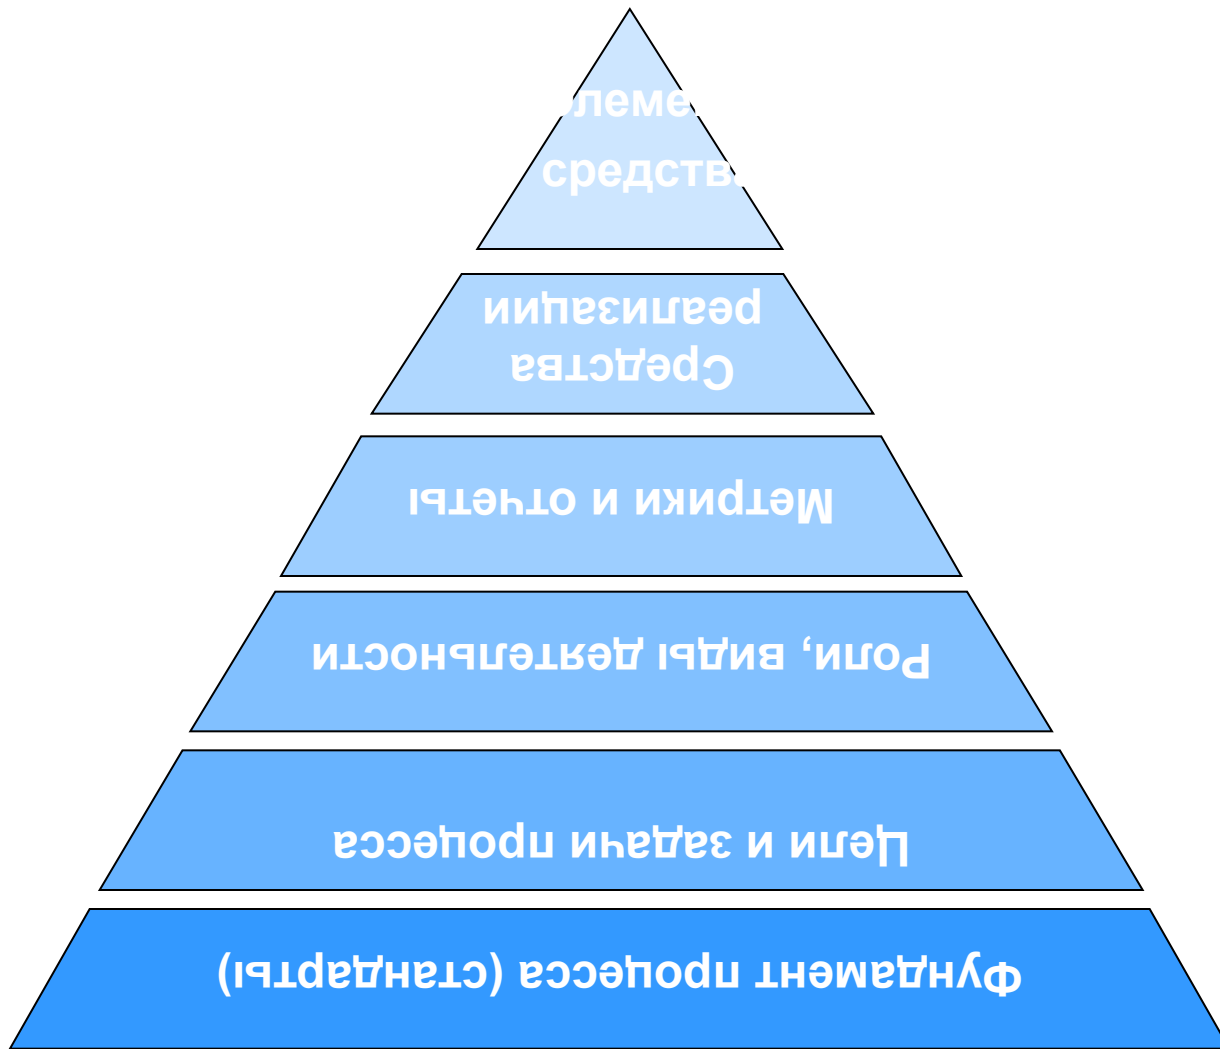 Средства
реализации
Метрики и отчеты
Роли, виды деятельности
Цели и задачи процесса
Фундамент процесса (стандарты)